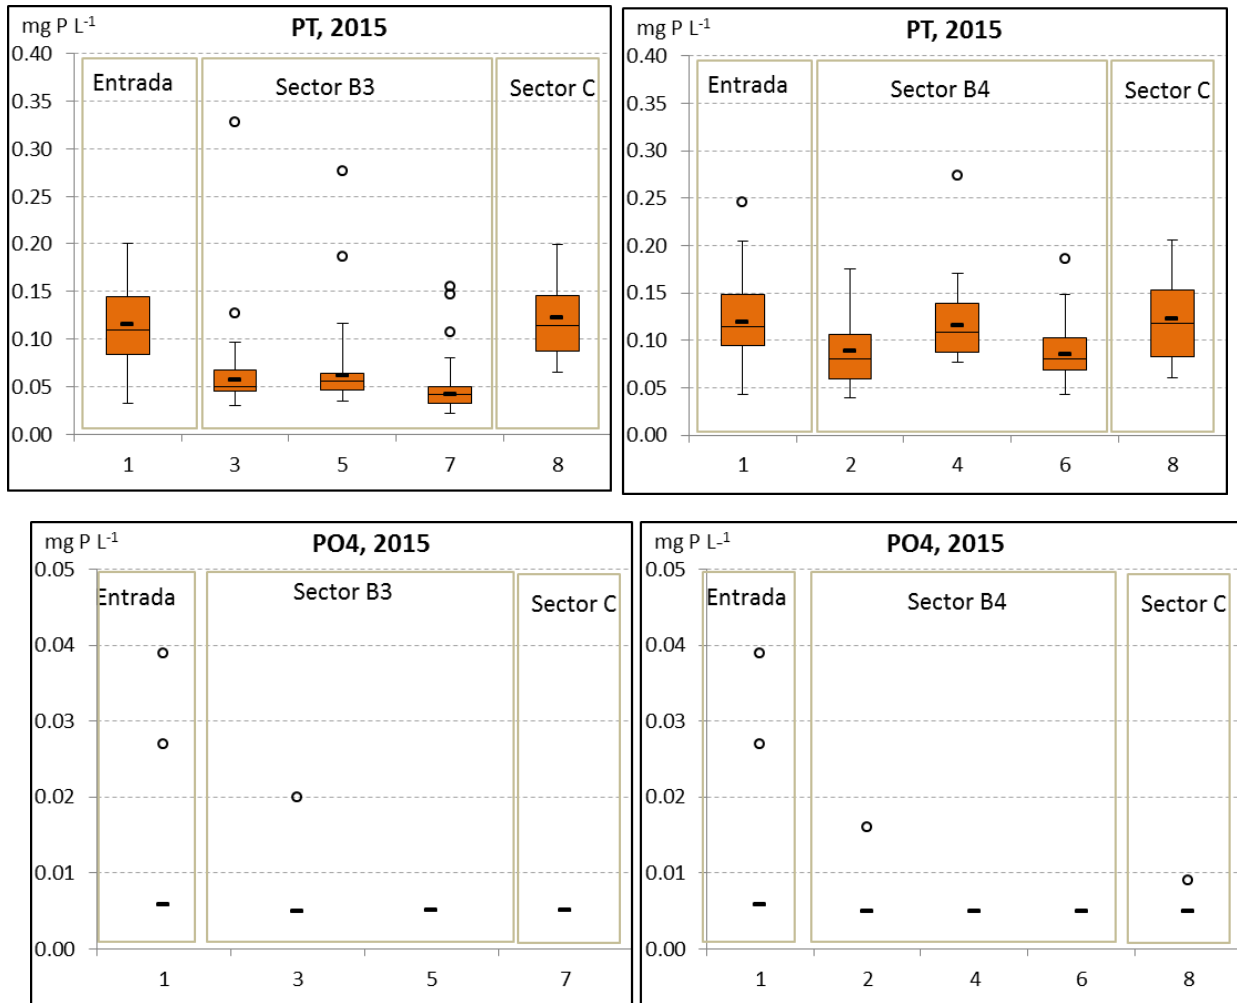 mg P L-1
PT, 2015
0.40
0.35
0.30
0.25
0.20
0.15
0.10
0.05
0.00
Entrada
Sector B3
Sector C
1 3 5 7 8
mg P L-1
PT, 2015
0.40
0.35
0.30
0.25
0.20
0.15
0.10
0.05
0.00
Entrada
Sector B4
Sector C
1 2 4 6 8
mg P L-1
PO4, 2015
0.05
0.04
0.03
0.02
0.01
0.00
Entrada
Sector B3
Sector C
1 3 5 7
mg P L-1
PO4, 2015
0.05
0.04
0.03
0.02
0.01
0.00
Entrada
Sector B4
Sector C
1 2 4 6 8